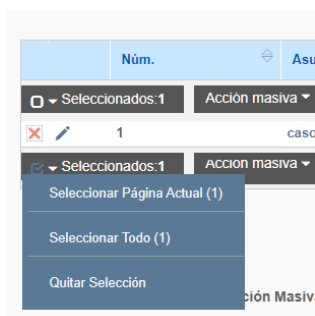 Núm. Asu
Seleccionados:1 Acción masiva
1 caso
Seleccionados:1 Acción masiva
Seleccionar Página Actual (1)
Seleccionar Todo (1)
Quitar Selección
ción Masiv